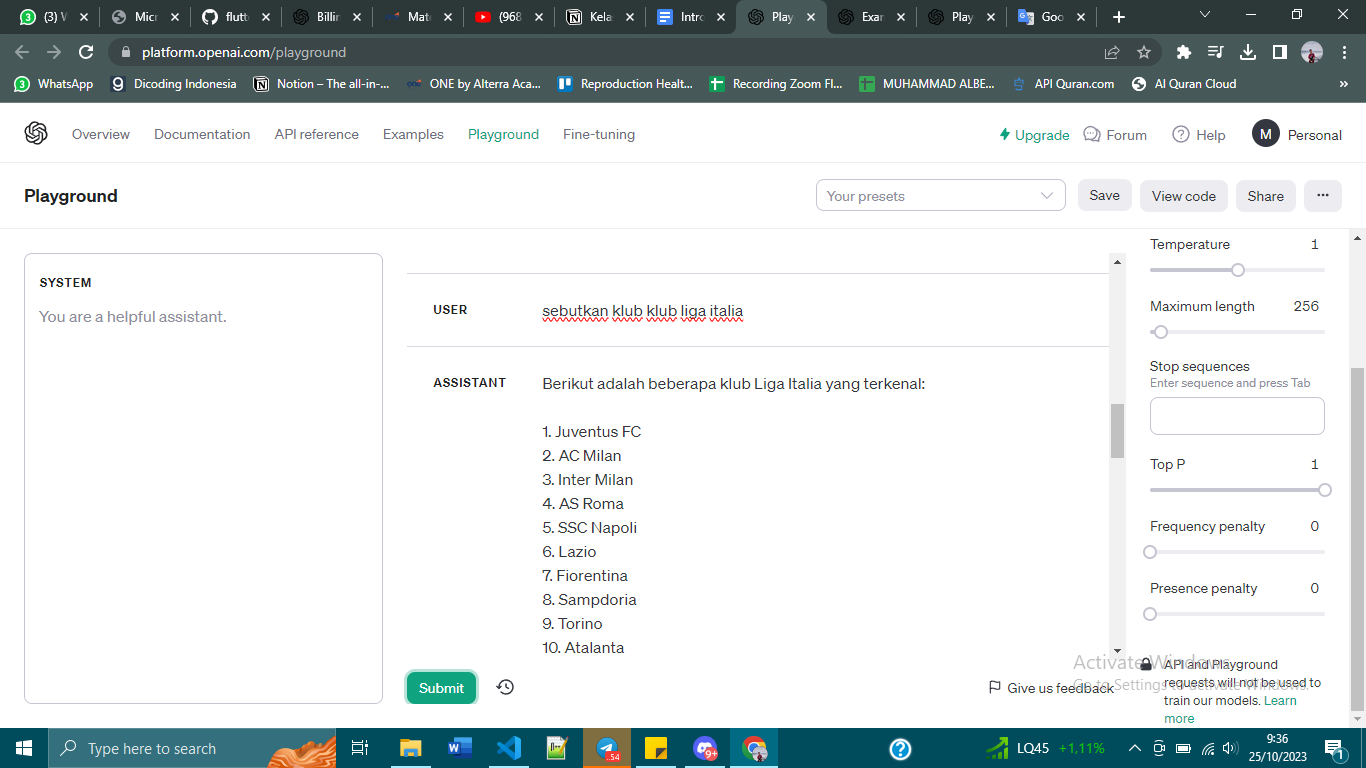 (3) W
Micr
flutt
Billir
Mate
(968
Kela
Intro
Play
Exar
Play
Goo
platform.openai.com/playground
WhatsApp
Dicoding Indonesia
Notion – The all-in-...
ONE by Alterra Aca...
Reproduction Healt...
Recording Zoom Fl...
MUHAMMAD ALBE...
API Quran.com
Al Quran Cloud
»
Overview
Documentation
API reference
Examples
Playground
Fine-tuning
Upgrade
Forum
Help
M
Personal
Playground
Your presets
Save
View code
Share
...
SYSTEM
You are a helpful assistant.
USER
sebutkan klub klub liga italia
ASSISTANT
Berikut adalah beberapa klub Liga Italia yang terkenal:
1. Juventus FC
2. AC Milan
3. Inter Milan
4. AS Roma
5. SSC Napoli
6. Lazio
7. Fiorentina
8. Sampdoria
9. Torino
10. Atalanta
Submit
Give us feedback
Temperature 1
Maximum length 256
Stop sequences
Enter sequence and press Tab
Top P 1
Frequency penalty 0
Presence penalty 0
API and Playground
requests will not be used to
train our models. Learn
more
Activate Windows
Go to Settings to activate Windows.
Type here to search
54
9+
LQ45 +1,11%
9:36
25/10/2023
1